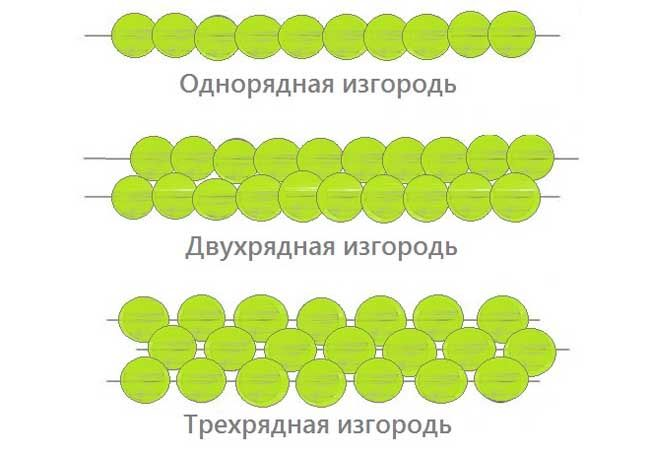 Однорядная изгородь
Двухрядная изгородь
Трехрядная изгородь